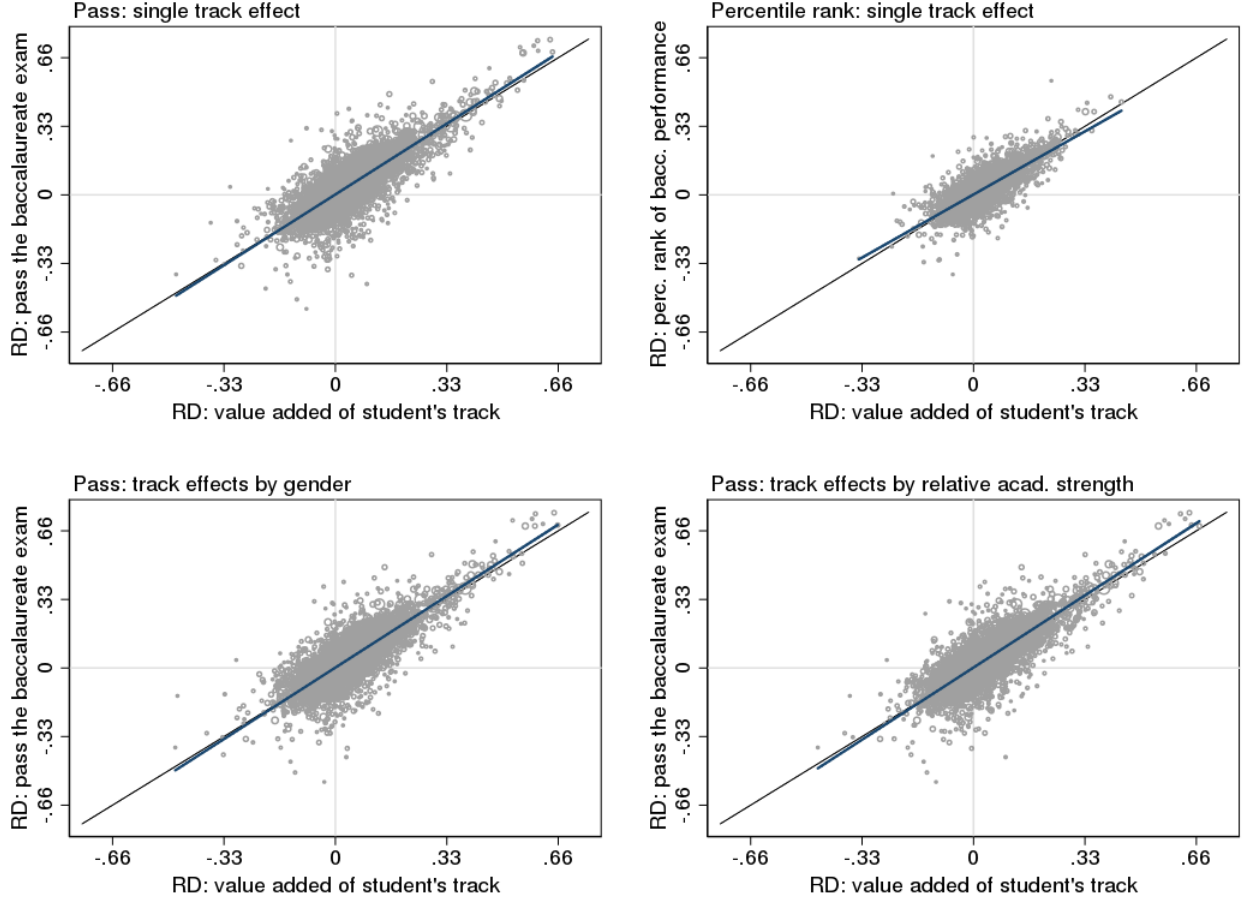 Pass: single track effect
RD: pass the baccalaureate exam
.66
.33
0
-.33
-.66
-.66 -.33 0 .33 .66
RD: value added of student's track
Percentile rank: single track effect
RD: perc. rank of bacc. performance
.66
.33
0
-.33
-.66
-.66 -.33 0 .33 .66
RD: value added of student's track
Pass: track effects by gender
RD: pass the baccalaureate exam
.66
.33
0
-.33
-.66
-.66 -.33 0 .33 .66
RD: value added of student's track
Pass: track effects by relative acad. strength
RD: pass the baccalaureate exam
.66
.33
0
-.33
-.66
-.66 -.33 0 .33 .66
RD: value added of student's track